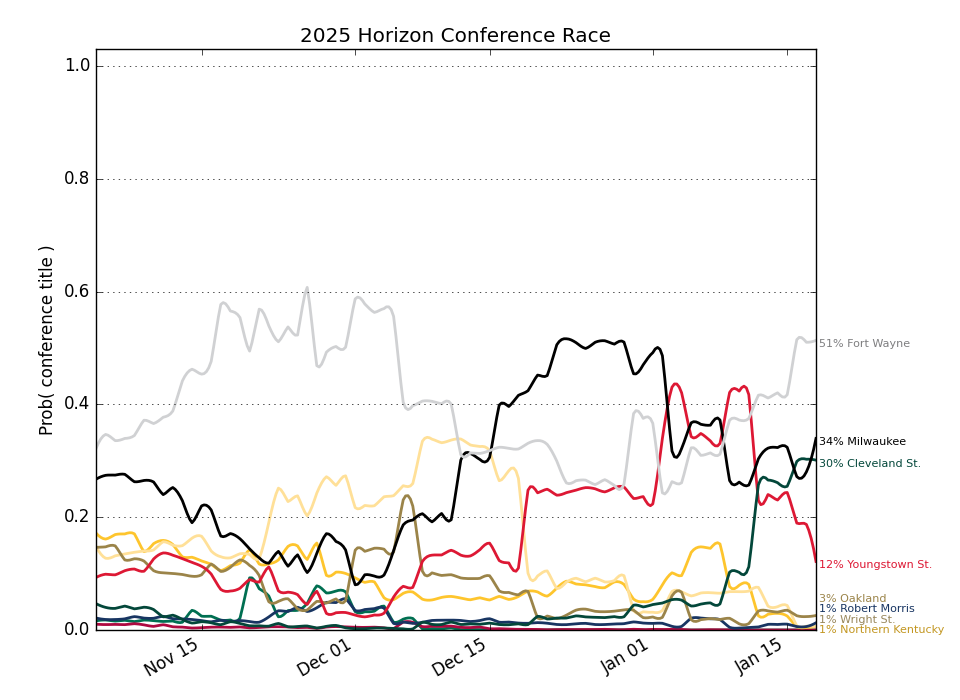 2025 Horizon Conference Race
Prob( conference title )
1.0
0.8
0.6
0.4
0.2
0.0
Nov 15
Dec 01
Dec 15
Jan 01
Jan 15
51% Fort Wayne
34% Milwaukee
30% Cleveland St.
12% Youngstown St.
3% Oakland
1% Robert Morris
1% Wright St.
1% Northern Kentucky